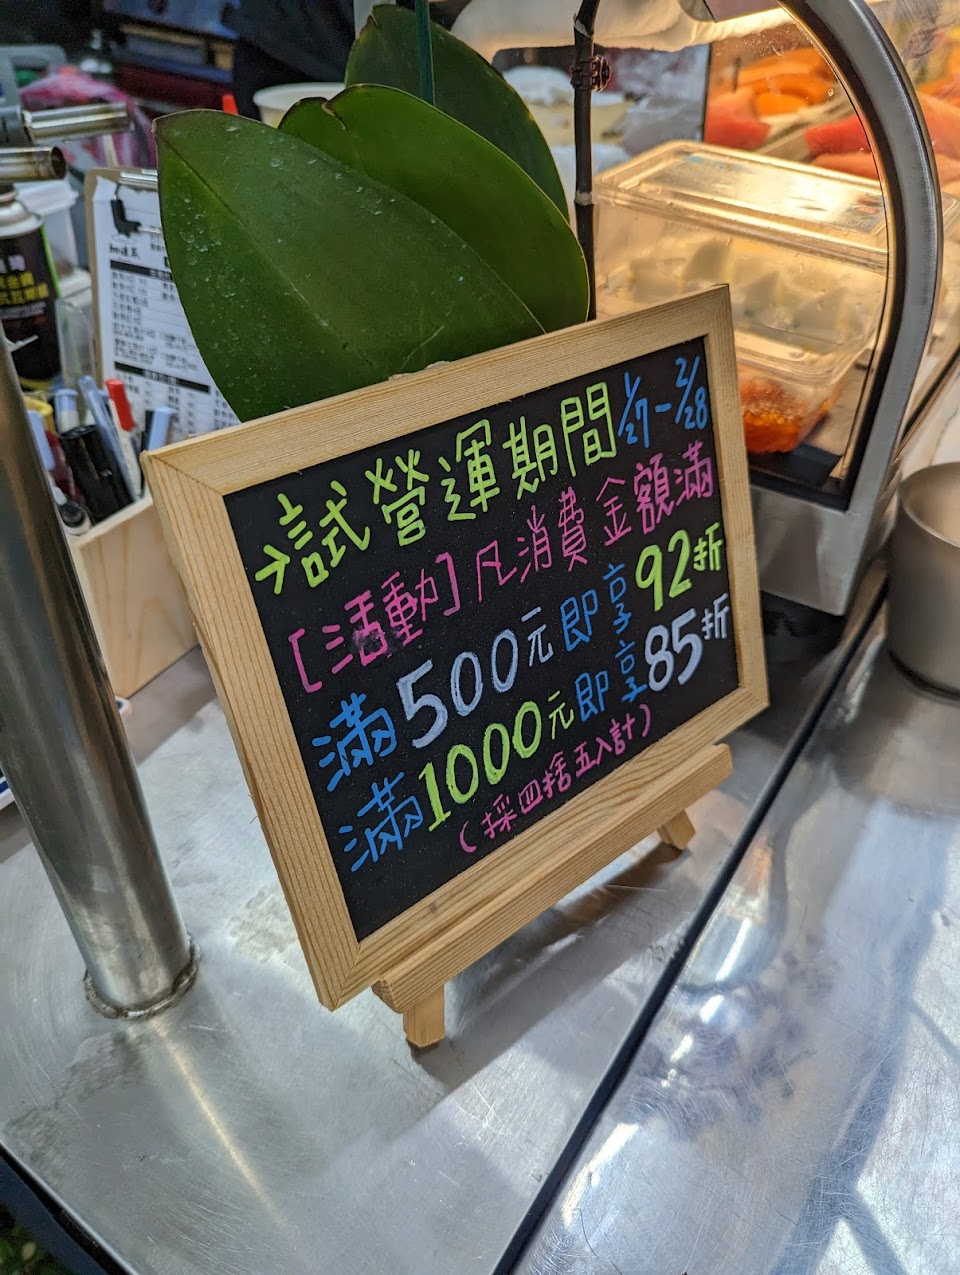 →試營運期間 1/27-2/28
[活動]凡消費金額滿
滿500元即享92折
滿1000元即享85折
(採四捨五入計)